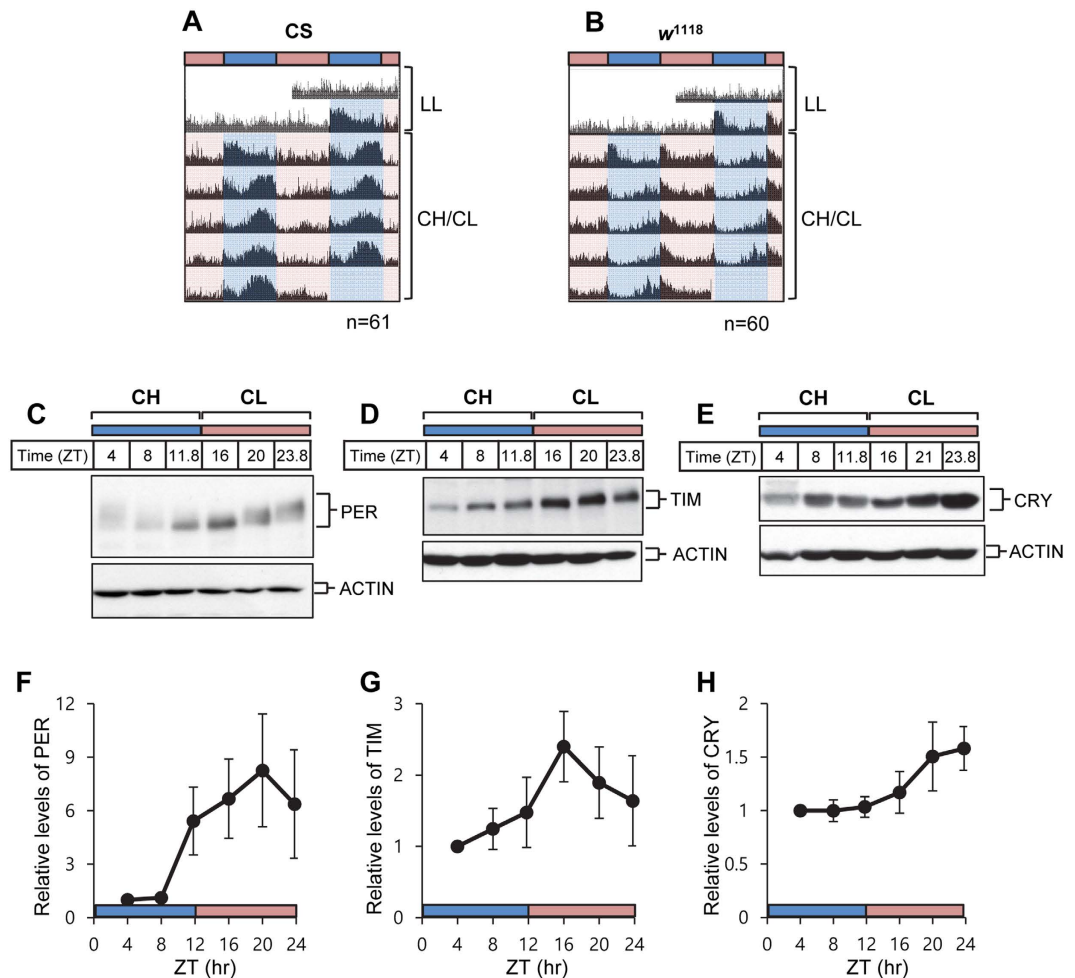 A
CS
LL
CH/CL
n=61
B
w1118
LL
CH/CL
n=60
C
CH CL
Time (ZT) 4 8 11.8 16 20 23.8
PER
ACTIN
D
CH CL
Time (ZT) 4 8 11.8 16 20 23.8
TIM
ACTIN
E
CH CL
Time (ZT) 4 8 11.8 16 21 23.8
CRY
ACTIN
F
Relative levels of PER
12
9
6
3
0
0 4 8 12 16 20 24
ZT (hr)
G
Relative levels of TIM
3
2
1
0
0 4 8 12 16 20 24
ZT (hr)
H
Relative levels of CRY
2
1.5
1
0.5
0
0 4 8 12 16 20 24
ZT (hr)